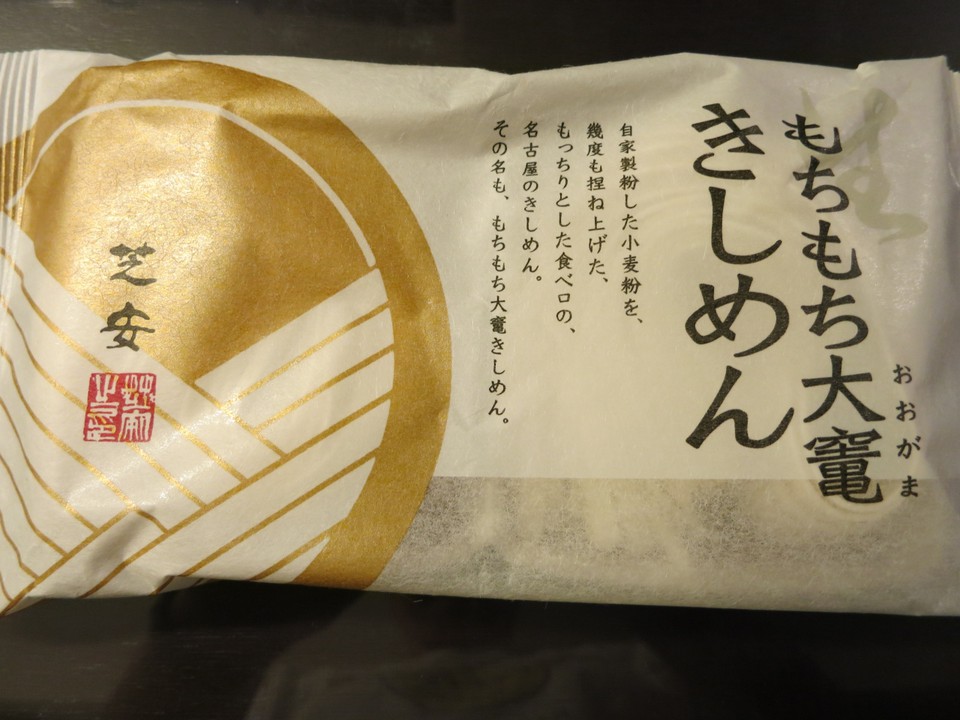 生
もちもち大竈
おおがま
きしめん
自家製粉した小麦粉を、
幾度も捏ね上げた、
もっちりとした食べ口の、
名古屋のきしめん。
その名も、もちもち大竈きしめん。
芝安